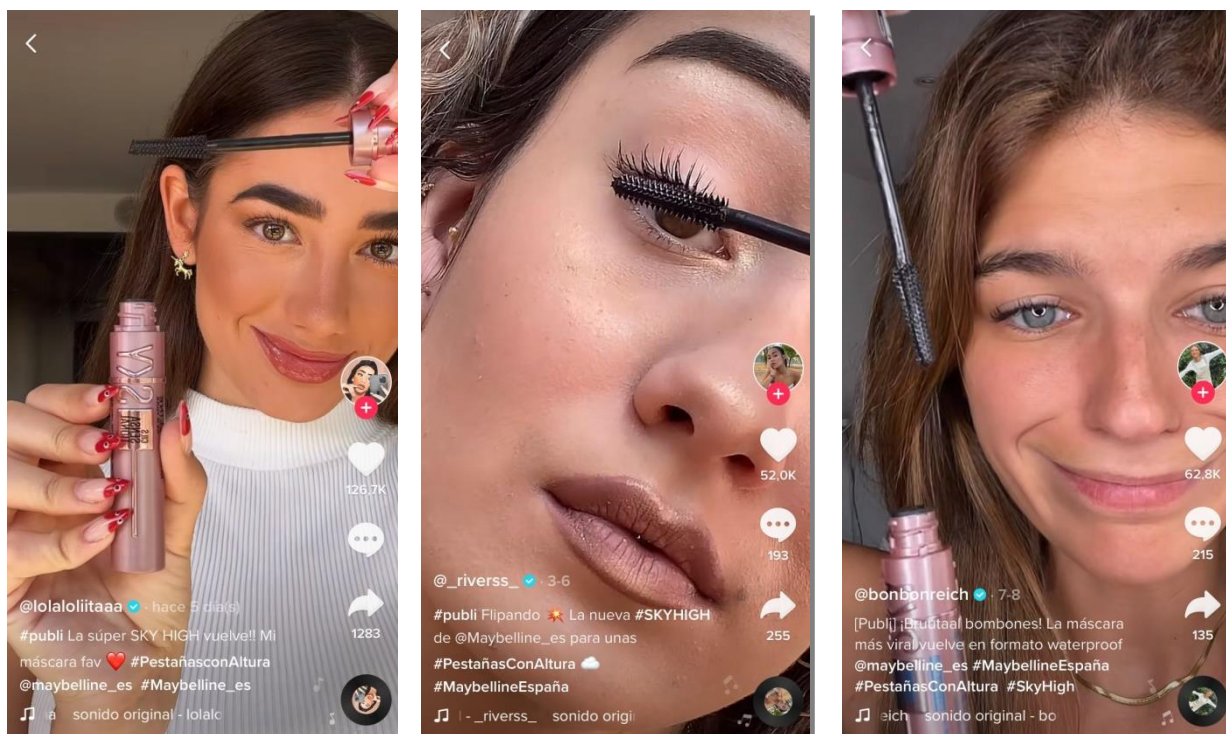 126,7K
@lolaloliitaaa · hace 5 día(s)
1283
#publi La súper SKY HIGH vuelve!! Mi
máscara fav ❤️ #PestañasconAltura
@maybelline_es #Maybelline_es
sonido original - lolalo
52,0K
193
@_riverss_ · 3-6
#publi Flipando 💥 La nueva #SKYHIGH
255
de @Maybelline_es para unas
#PestañasConAltura ☁️
#MaybellineEspaña
- _riverss_ sonido origi
62,8K
215
@bonbonreich · 7-8
[Publi] ¡Bruutaal bombones! La máscara
135
más viral vuelve en formato waterproof
@maybelline_es #MaybellineEspaña
#PestañasConAltura #SkyHigh
eich sonido original - bo